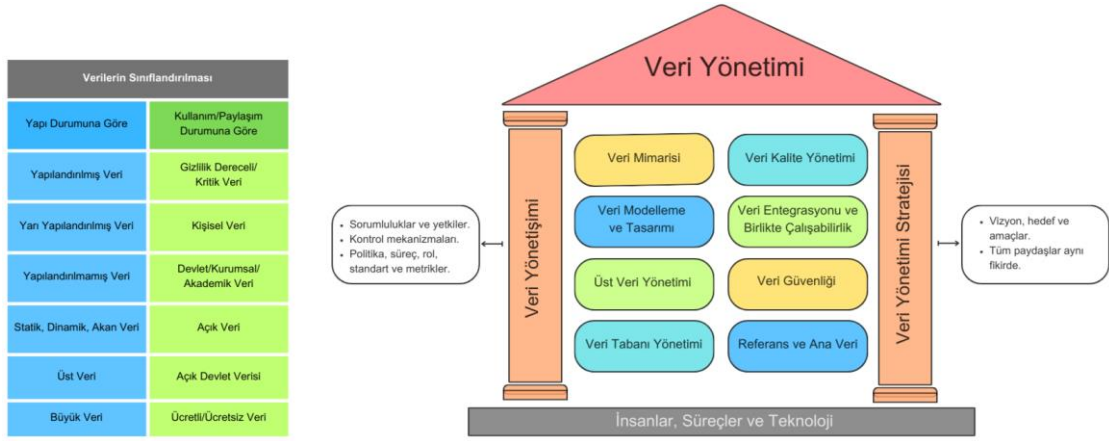 Verilerin Sınıflandırılması
Yapı Durumuna Göre
Kullanım/Paylaşım
Durumuna Göre
Yapılandırılmış Veri
Gizlilik Dereceli/
Kritik Veri
Yarı Yapılandırılmış Veri
Kişisel Veri
Yapılandırılmamış Veri
Devlet/Kurumsal/
Akademik Veri
Statik, Dinamik, Akan Veri
Açık Veri
Üst Veri
Açık Devlet Verisi
Büyük Veri
Ücretli/Ücretsiz Veri
Veri Yönetimi
• Sorumluluklar ve yetkiler.
• Kontrol mekanizmaları.
• Politika, süreç, rol,
standart ve metrikler.
Veri Yönetişimi
Veri Mimarisi
Veri Kalite Yönetimi
Veri Modelleme
ve Tasarımı
Veri Entegrasyonu ve
Birlikte Çalışabilirlik
Üst Veri Yönetimi
Veri Güvenliği
Veri Tabanı Yönetimi
Referans ve Ana Veri
Veri Yönetimi Stratejisi
• Vizyon, hedef ve
amaçlar.
• Tüm paydaşlar aynı
fikirde.
İnsanlar, Süreçler ve Teknoloji